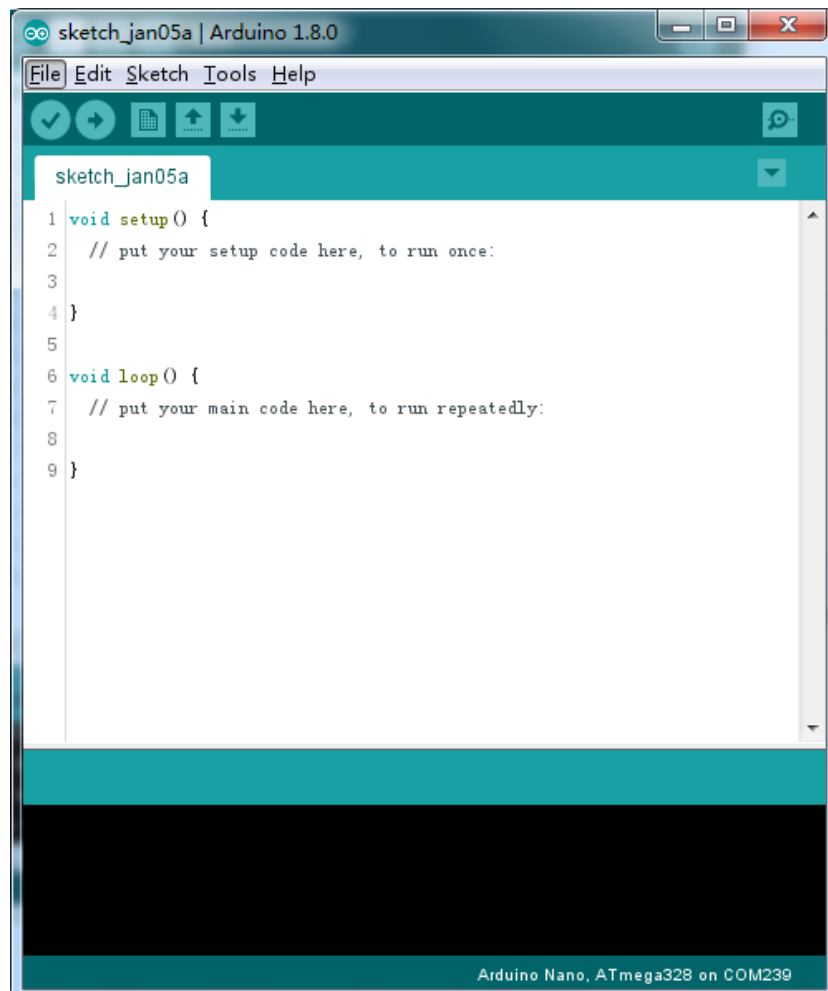 sketch_jan05a | Arduino 1.8.0
File Edit Sketch Tools Help
sketch_jan05a
1 void setup() {
2   // put your setup code here, to run once:
3
4 }
5
6 void loop() {
7   // put your main code here, to run repeatedly:
8
9 }
Arduino Nano, ATmega328 on COM239